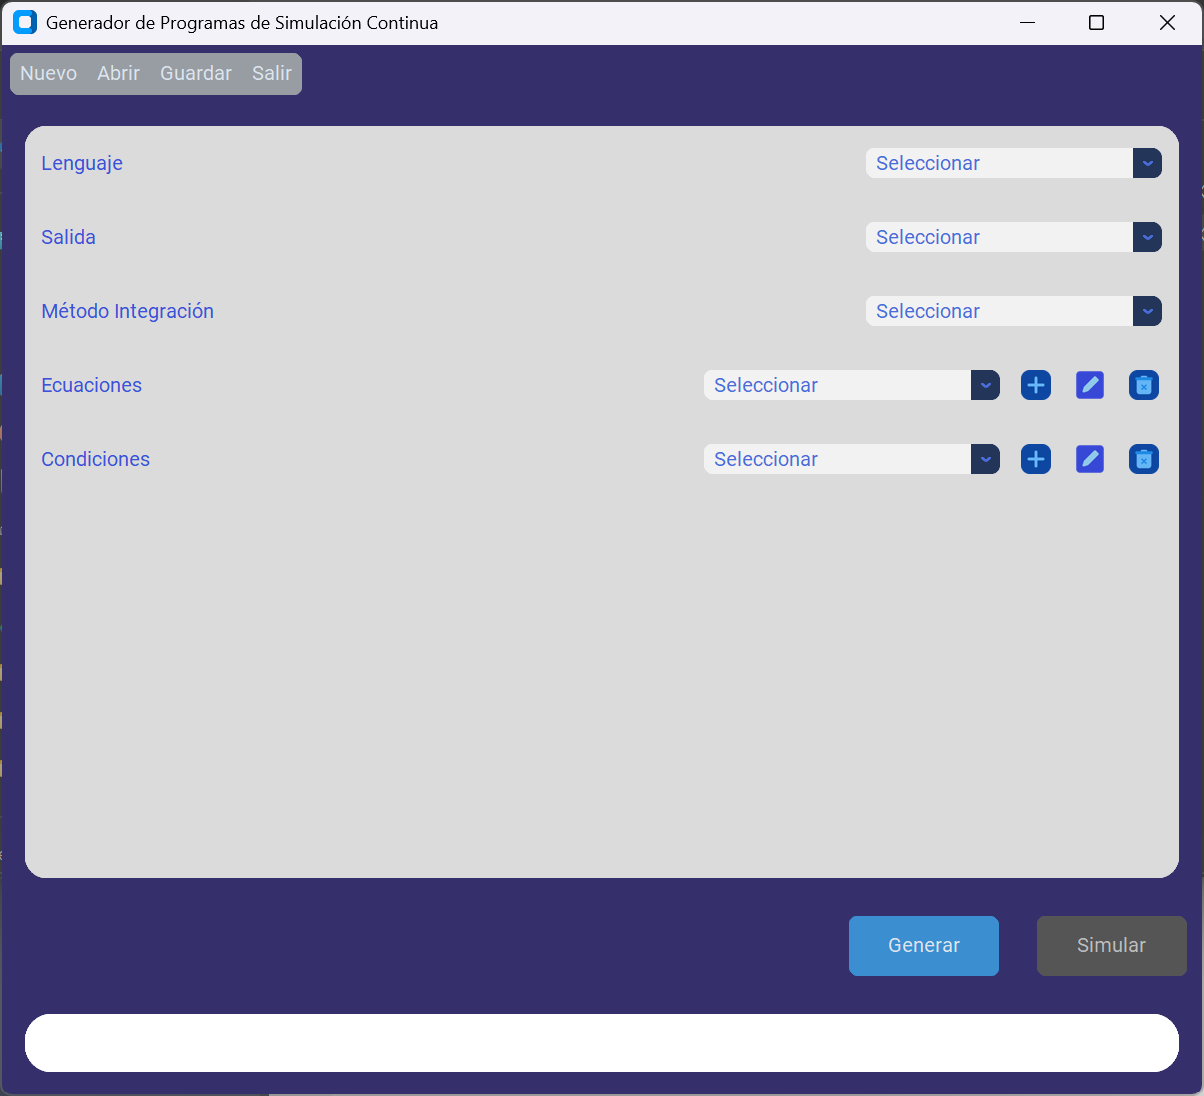 Generador de Programas de Simulación Continua
Nuevo Abrir Guardar Salir
Lenguaje Seleccionar
Salida Seleccionar
Método Integración Seleccionar
Ecuaciones Seleccionar
Condiciones Seleccionar
Generar Simular